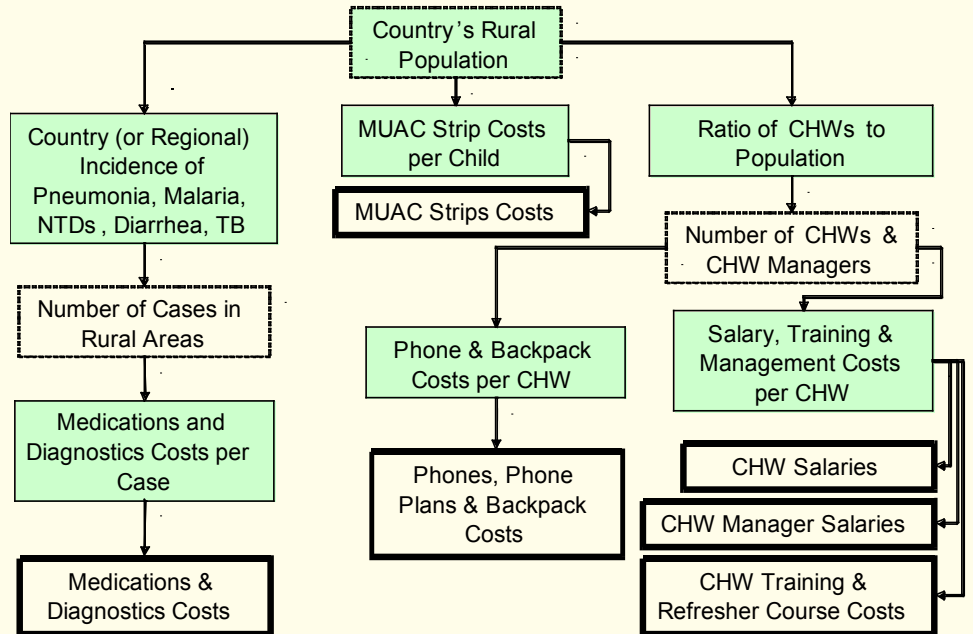 Country's Rural
Population
Country (or Regional)
Incidence of
Pneumonia, Malaria,
NTDs , Diarrhea, TB
MUAC Strip Costs
per Child
Ratio of CHWs to
Population
MUAC Strips Costs
Number of CHWs &
CHW Managers
Number of Cases in
Rural Areas
Phone & Backpack
Costs per CHW
Salary, Training &
Management Costs
per CHW
Medications and
Diagnostics Costs per
Case
Phones, Phone
Plans & Backpack
Costs
CHW Salaries
CHW Manager Salaries
Medications &
Diagnostics Costs
CHW Training &
Refresher Course Costs